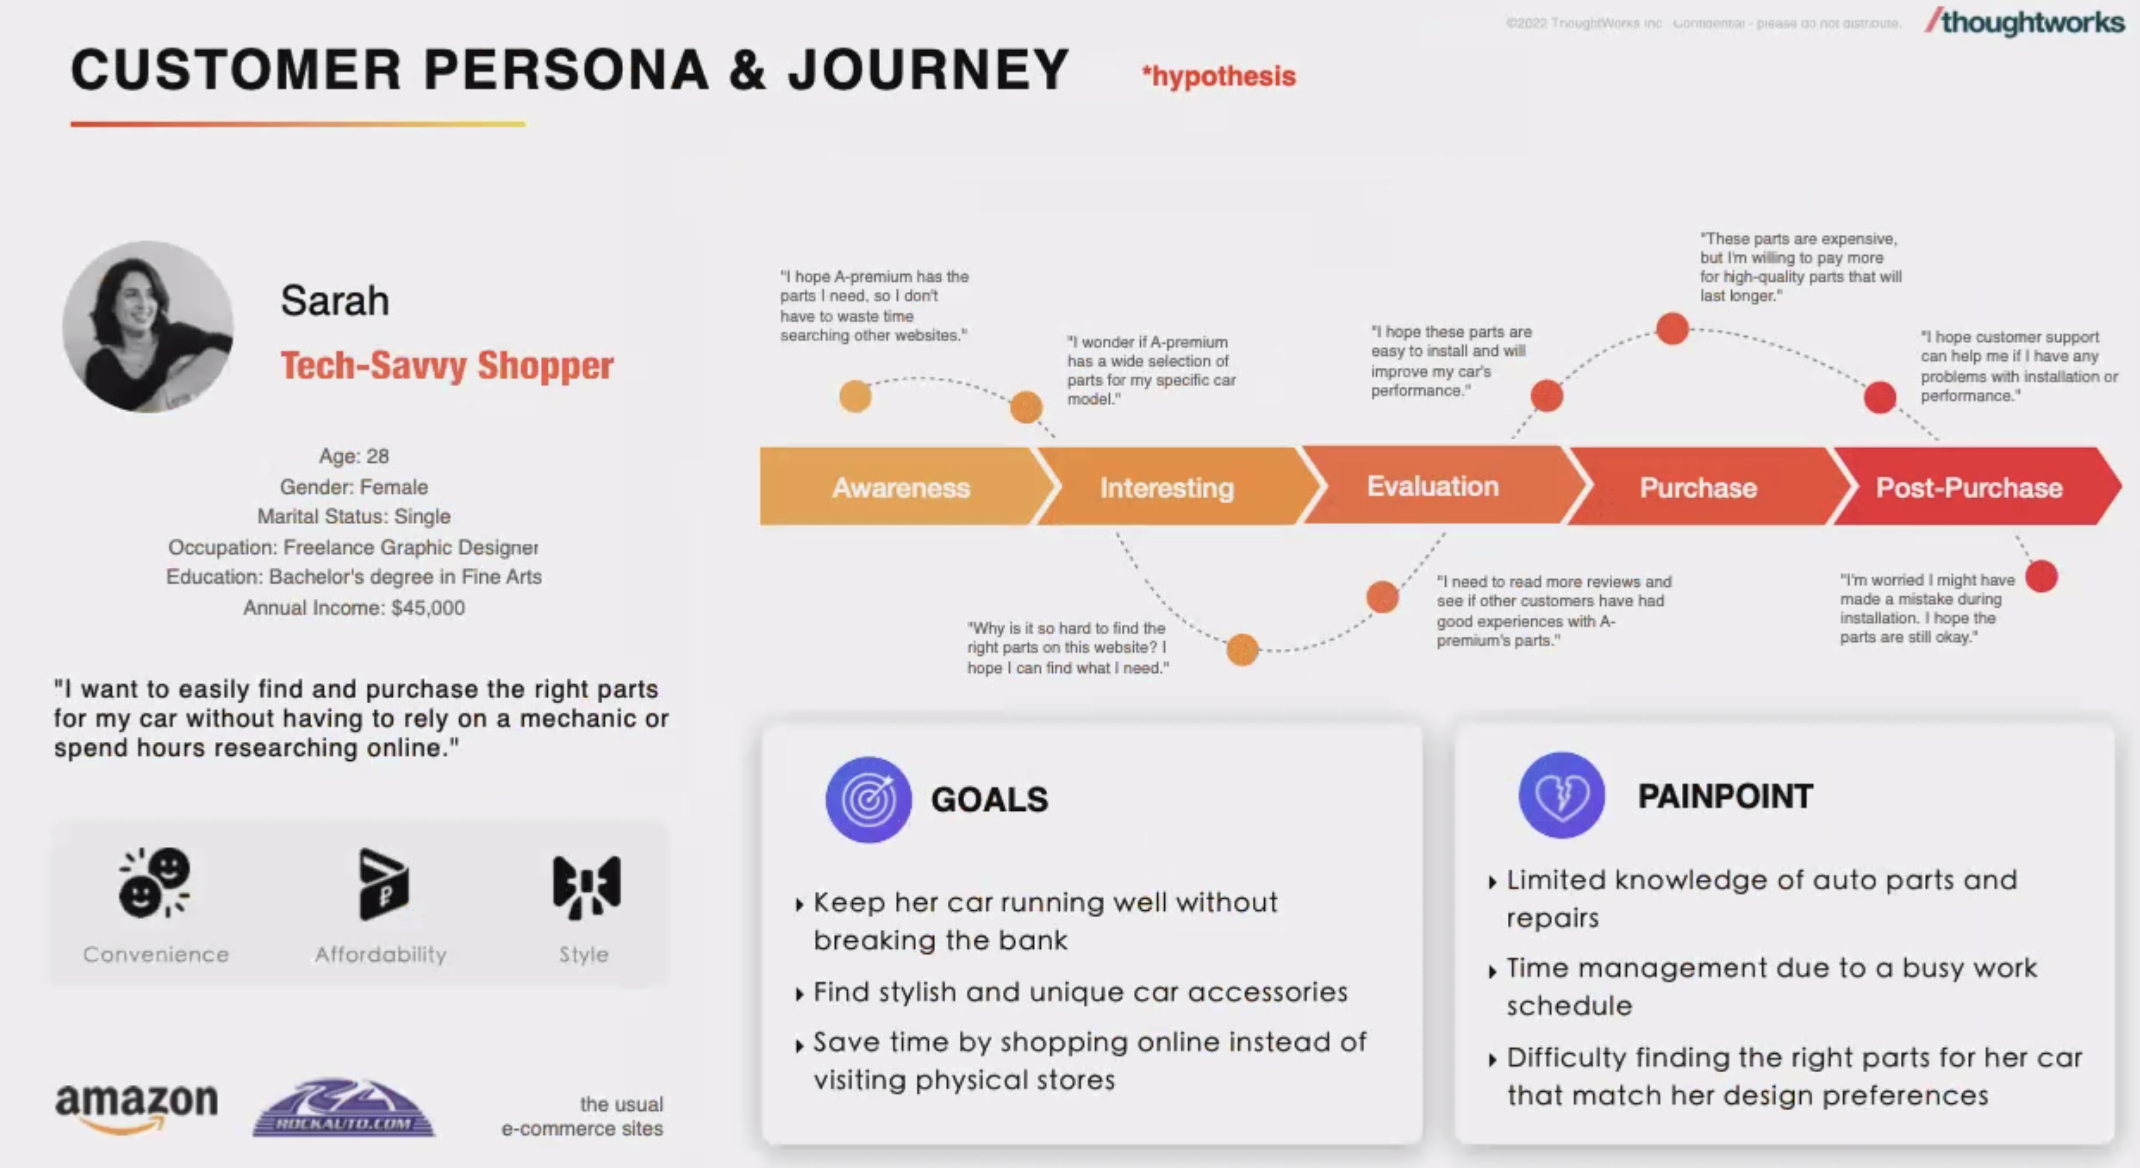 ©2022 ThoughtWorks Inc Confidential - please do not distribute.
/thoughtworks
CUSTOMER PERSONA & JOURNEY
*hypothesis
Sarah
Tech-Savvy Shopper
Age: 28
Gender: Female
Marital Status: Single
Occupation: Freelance Graphic Designer
Education: Bachelor's degree in Fine Arts
Annual Income: $45,000
"I want to easily find and purchase the right parts
for my car without having to rely on a mechanic or
spend hours researching online."
Convenience
Affordability
Style
amazon
ROCKAUTO.COM
the usual
e-commerce sites
"I hope A-premium has the
parts I need, so I don't
have to waste time
searching other websites."
"I wonder if A-premium
has a wide selection of
parts for my specific car
model."
"I hope these parts are
easy to install and will
improve my car's
performance."
"These parts are expensive,
but I'm willing to pay more
for high-quality parts that will
last longer."
"I hope customer support
can help me if I have any
problems with installation or
performance."
Awareness
Interesting
Evaluation
Purchase
Post-Purchase
"Why is it so hard to find the
right parts on this website? I
hope I can find what I need."
"I need to read more reviews and
see if other customers have had
good experiences with A-
premium's parts."
"I'm worried I might have
made a mistake during
installation. I hope the
parts are still okay."
GOALS
Keep her car running well without
breaking the bank
Find stylish and unique car accessories
Save time by shopping online instead of
visiting physical stores
PAINPOINT
Limited knowledge of auto parts and
repairs
Time management due to a busy work
schedule
Difficulty finding the right parts for her car
that match her design preferences